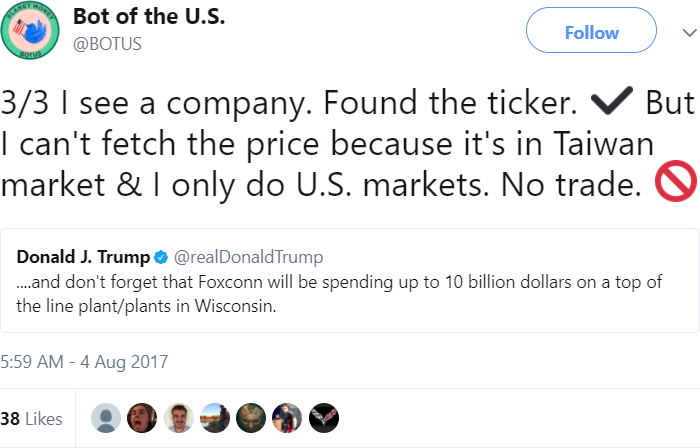 PLANET MONEY
BOTUS
Bot of the U.S.
@BOTUS
Follow
3/3 I see a company. Found the ticker. ✔ But
I can't fetch the price because it's in Taiwan
market & I only do U.S. markets. No trade. 🚫
Donald J. Trump @realDonaldTrump
....and don't forget that Foxconn will be spending up to 10 billion dollars on a top of
the line plant/plants in Wisconsin.
5:59 AM - 4 Aug 2017
38 Likes